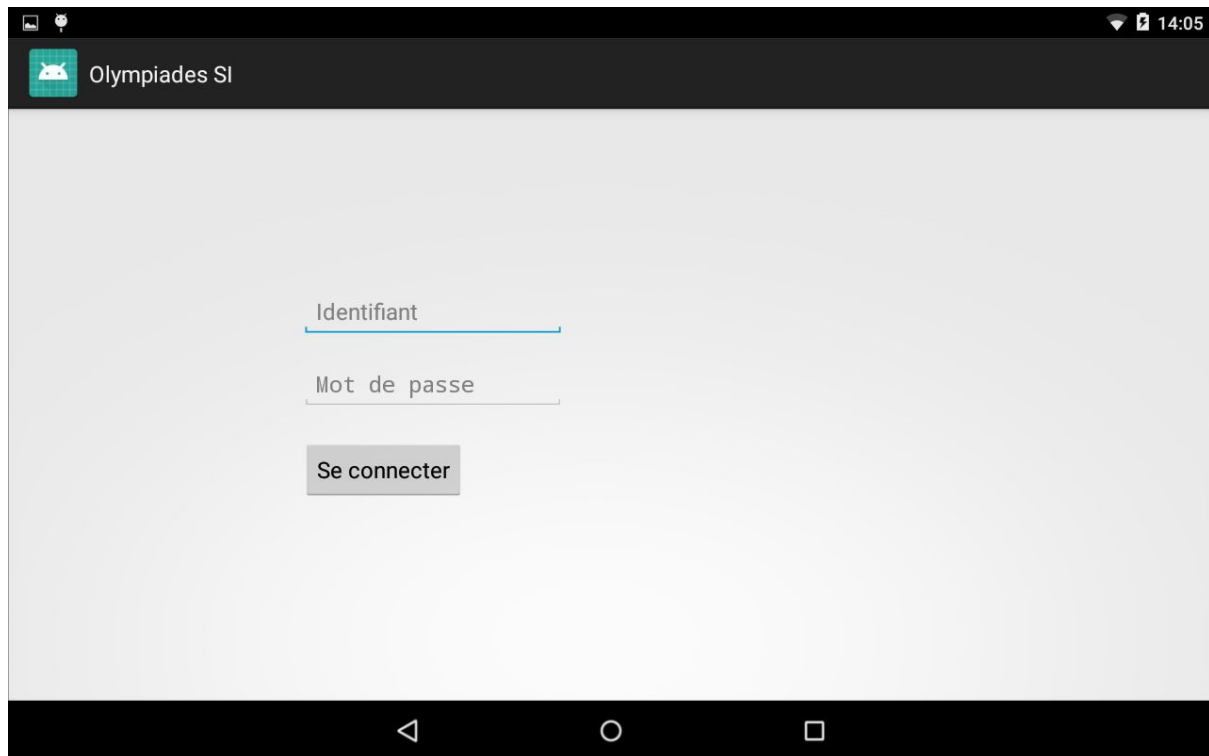 14:05
Olympiades SI
Identifiant
Mot de passe
Se connecter